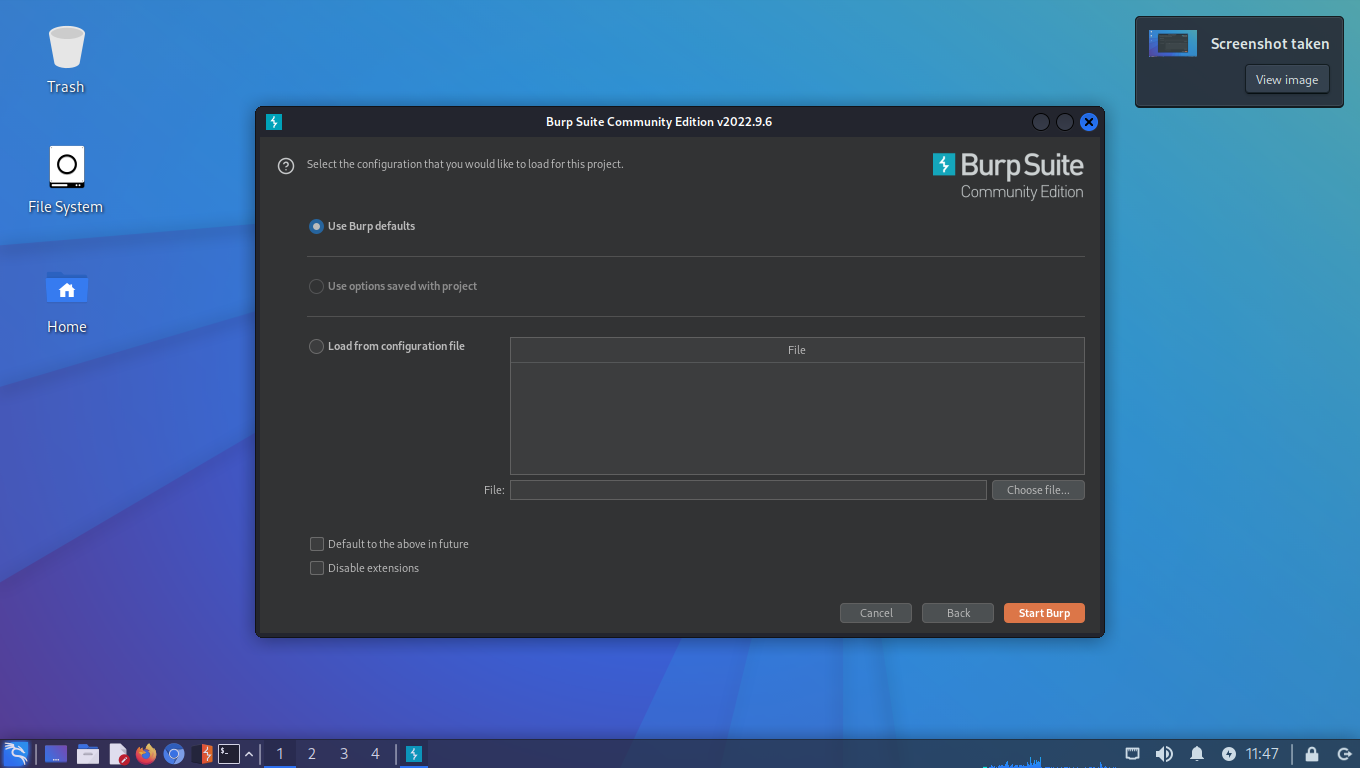 Trash
File System
Home
Screenshot taken
View image
Burp Suite Community Edition v2022.9.6
Select the configuration that you would like to load for this project.
Burp Suite
Community Edition
Use Burp defaults
Use options saved with project
Load from configuration file
File
File:
Choose file...
Default to the above in future
Disable extensions
Cancel
Back
Start Burp
1 2 3 4
11:47